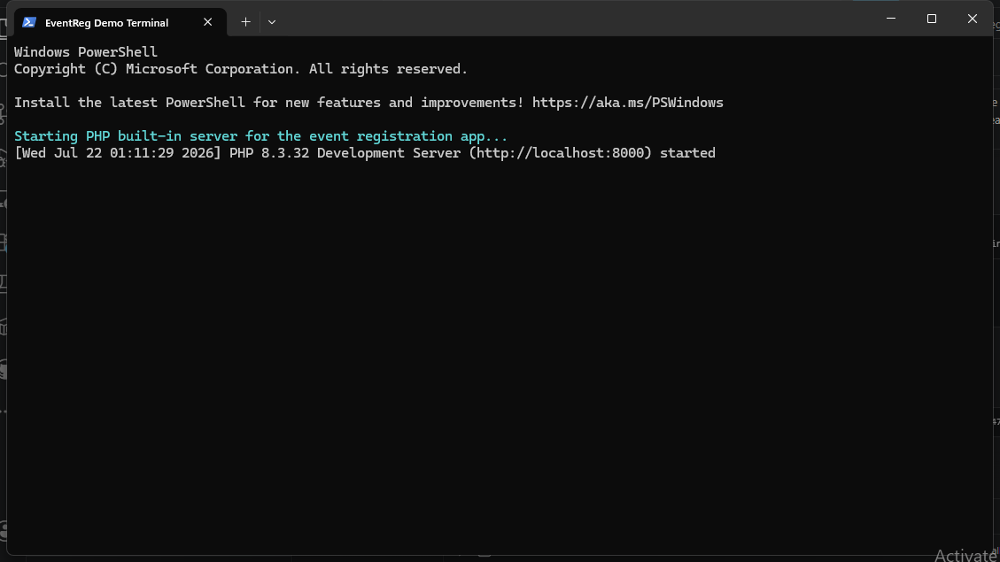 EventReg Demo Terminal
Windows PowerShell
Copyright (C) Microsoft Corporation. All rights reserved.
Install the latest PowerShell for new features and improvements! https://aka.ms/PSWindows
Starting PHP built-in server for the event registration app...
[Wed Jul 22 01:11:29 2026] PHP 8.3.32 Development Server (http://localhost:8000) started
Activate